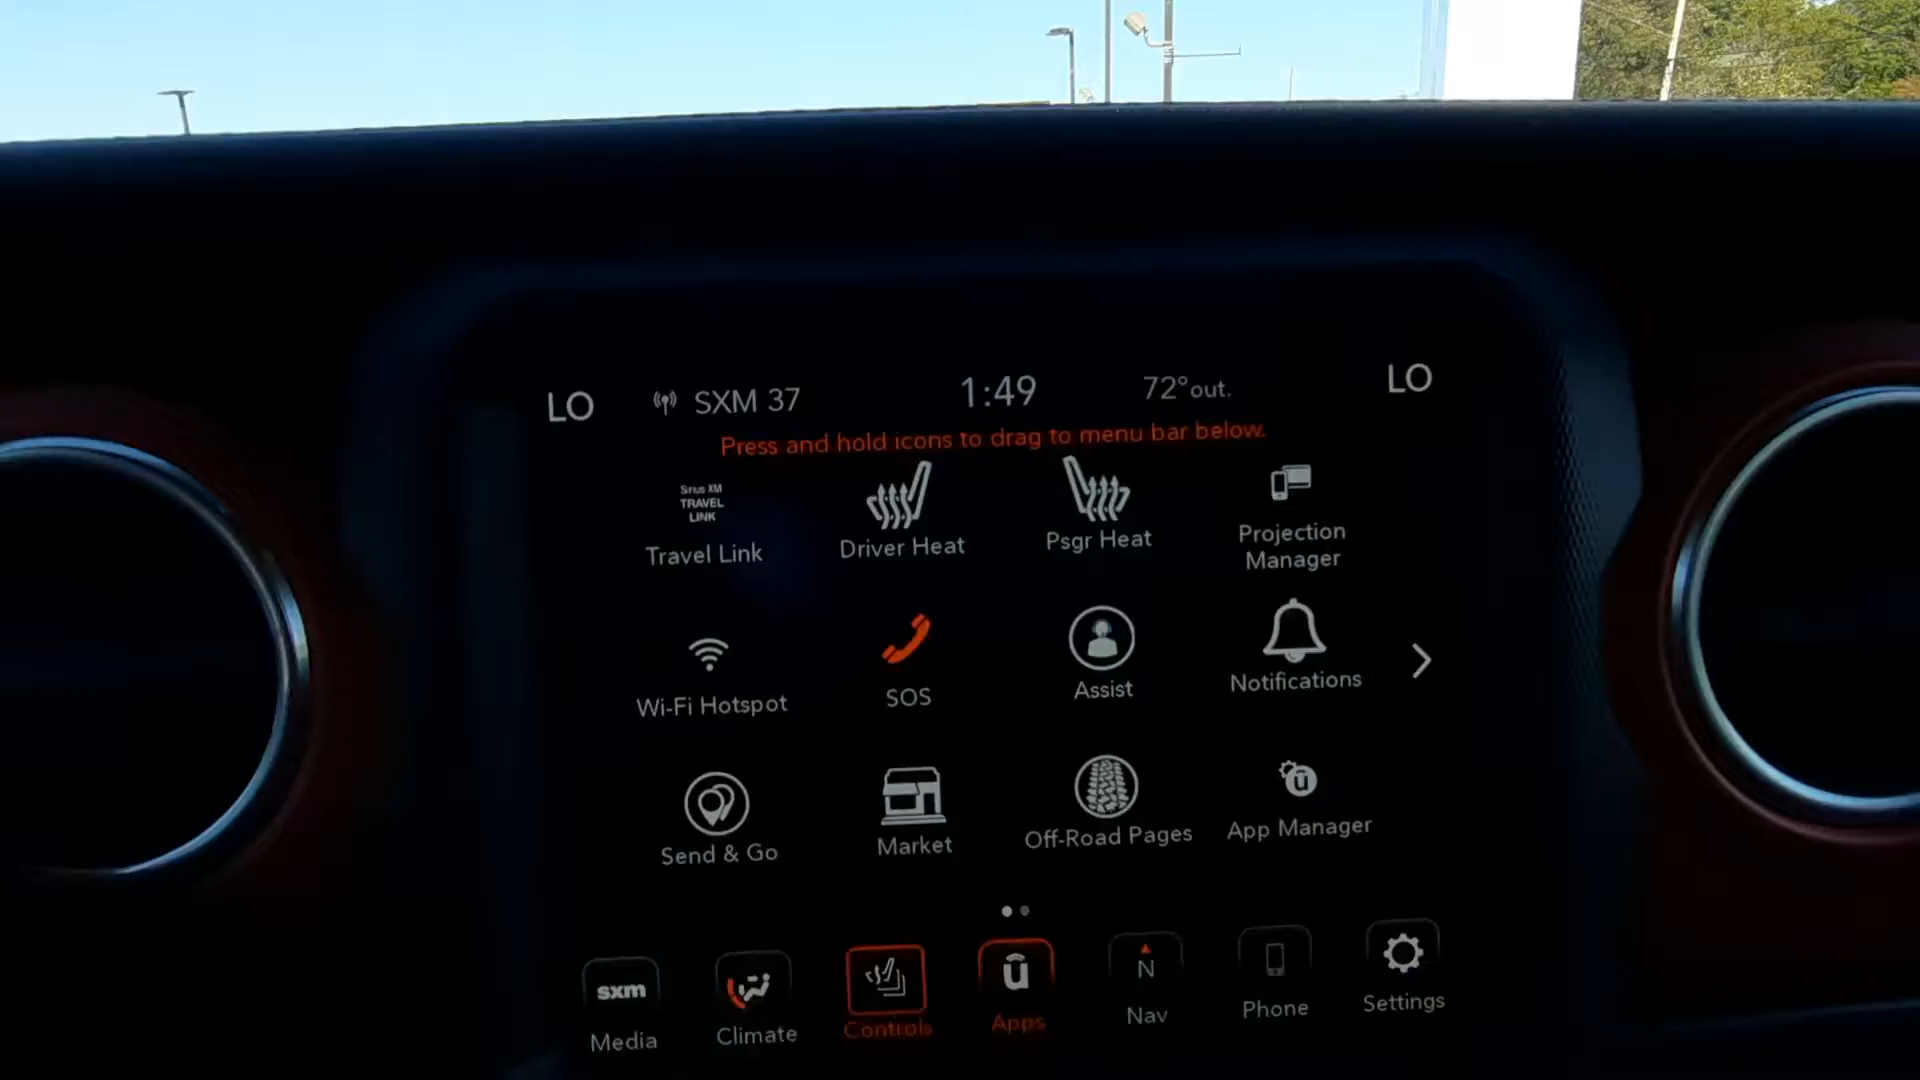 LO
SXM 37
1:49
72°out.
LO
Press and hold icons to drag to menu bar below.
Sirius XM
TRAVEL
LINK
Travel Link
Driver Heat
Psgr Heat
Projection
Manager
Wi-Fi Hotspot
SOS
Assist
Notifications
Send & Go
Market
Off-Road Pages
û
App Manager
sxm
Media
Climate
Controls
û
Apps
N
Nav
Phone
Settings